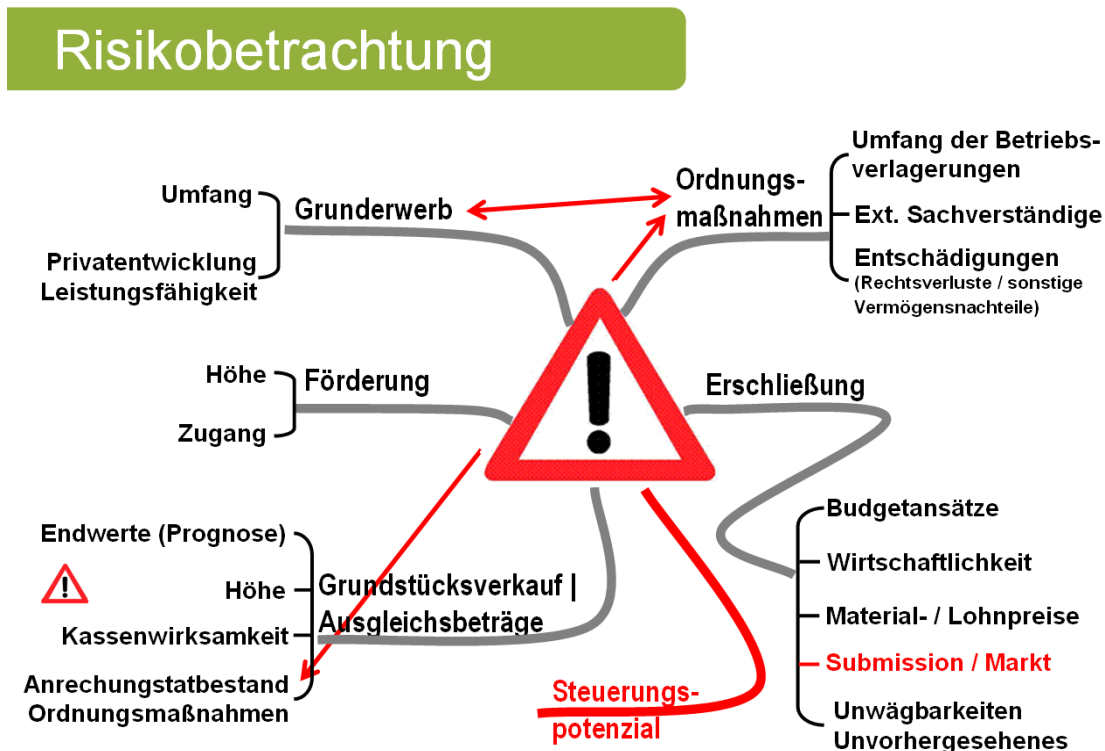 Risikobetrachtung
Umfang
Privatentwicklung
Leistungsfähigkeit
Grunderwerb
Ordnungs-
maßnahmen
Umfang der Betriebs-
verlagerungen
Ext. Sachverständige
Entschädigungen
(Rechtsverluste / sonstige
Vermögensnachteile)
Höhe
Zugang
Förderung
Erschließung
Endwerte (Prognose)
Höhe
Kassenwirksamkeit
Anrechungstatbestand
Ordnungsmaßnahmen
Grundstücksverkauf |
Ausgleichsbeträge
Steuerungs-
potenzial
Budgetansätze
Wirtschaftlichkeit
Material- / Lohnpreise
Submission / Markt
Unwägbarkeiten
Unvorhergesehenes